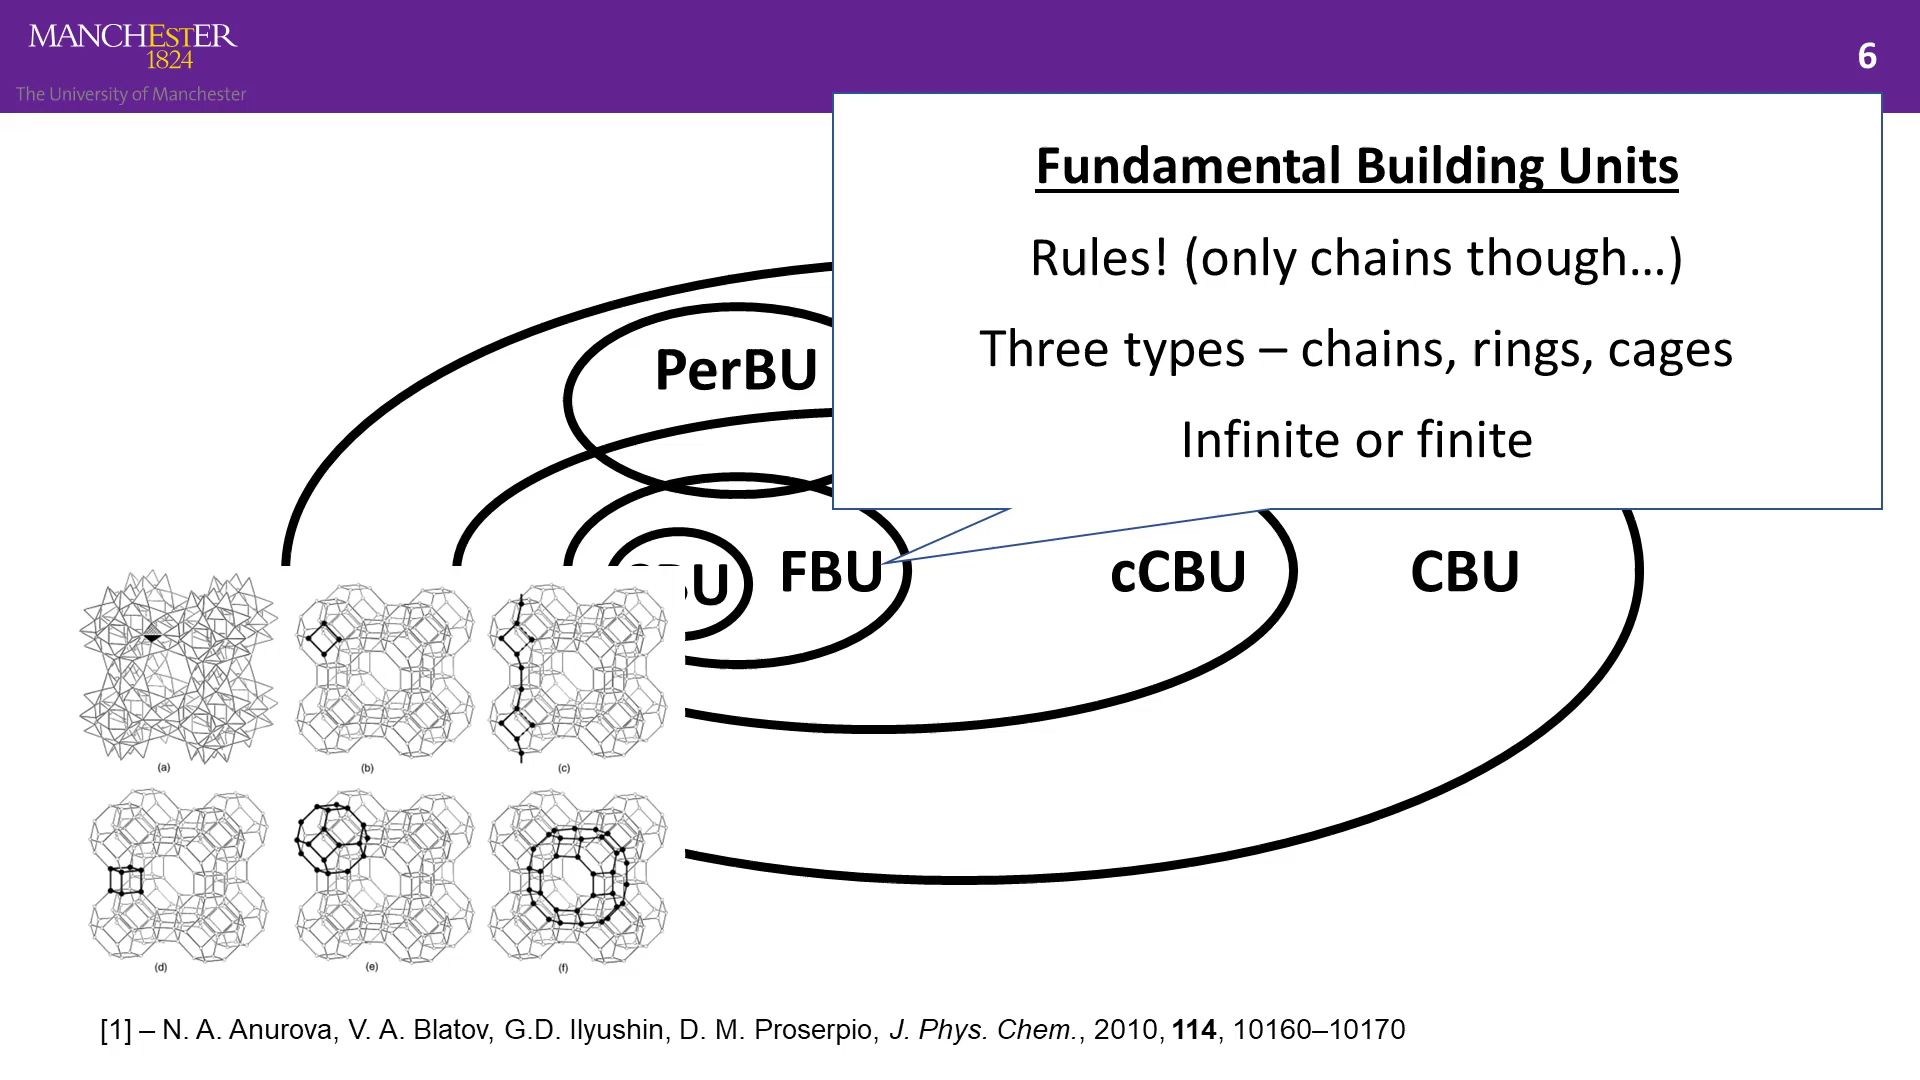 MANCHESTER
1824
The University of Manchester
6
Fundamental Building Units
Rules! (only chains though...)
Three types – chains, rings, cages
Infinite or finite
PerBU
FBU
cCBU
CBU
(a)
(b)
(c)
(d)
(e)
(f)
[1] – N. A. Anurova, V. A. Blatov, G.D. Ilyushin, D. M. Proserpio, J. Phys. Chem., 2010, 114, 10160–10170